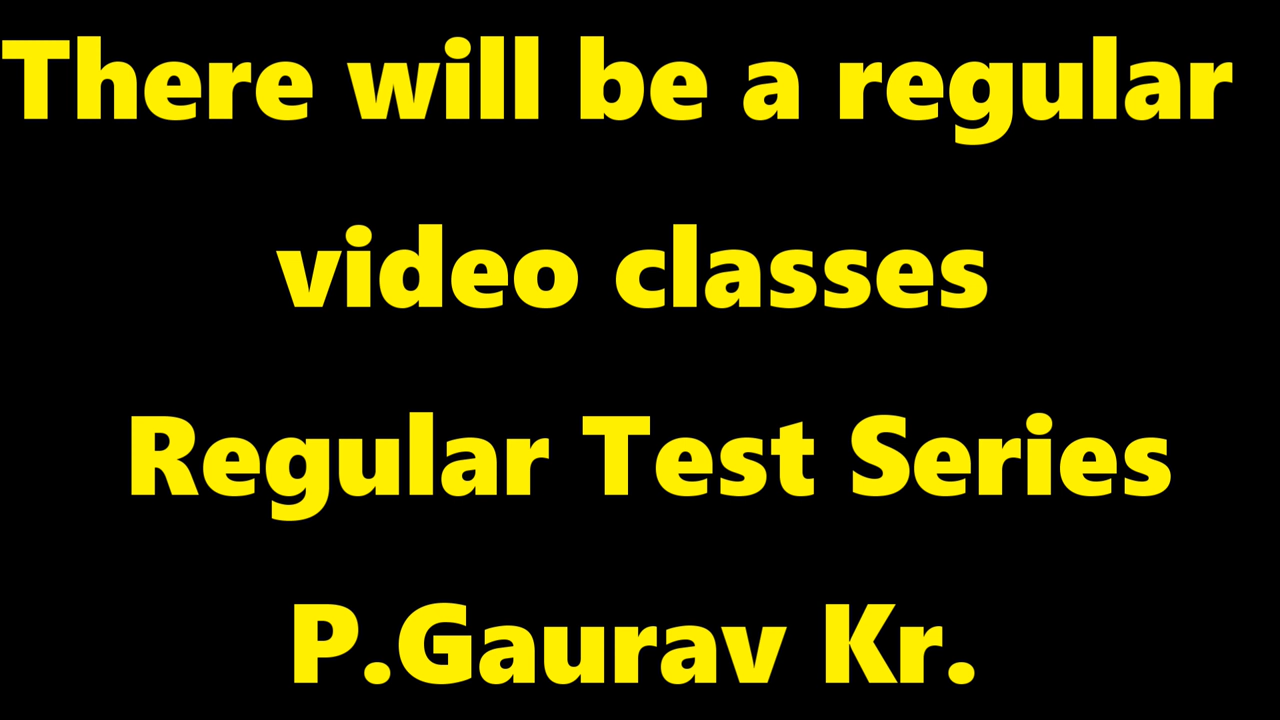 There will be a regular
video classes
Regular Test Series
P.Gaurav Kr.